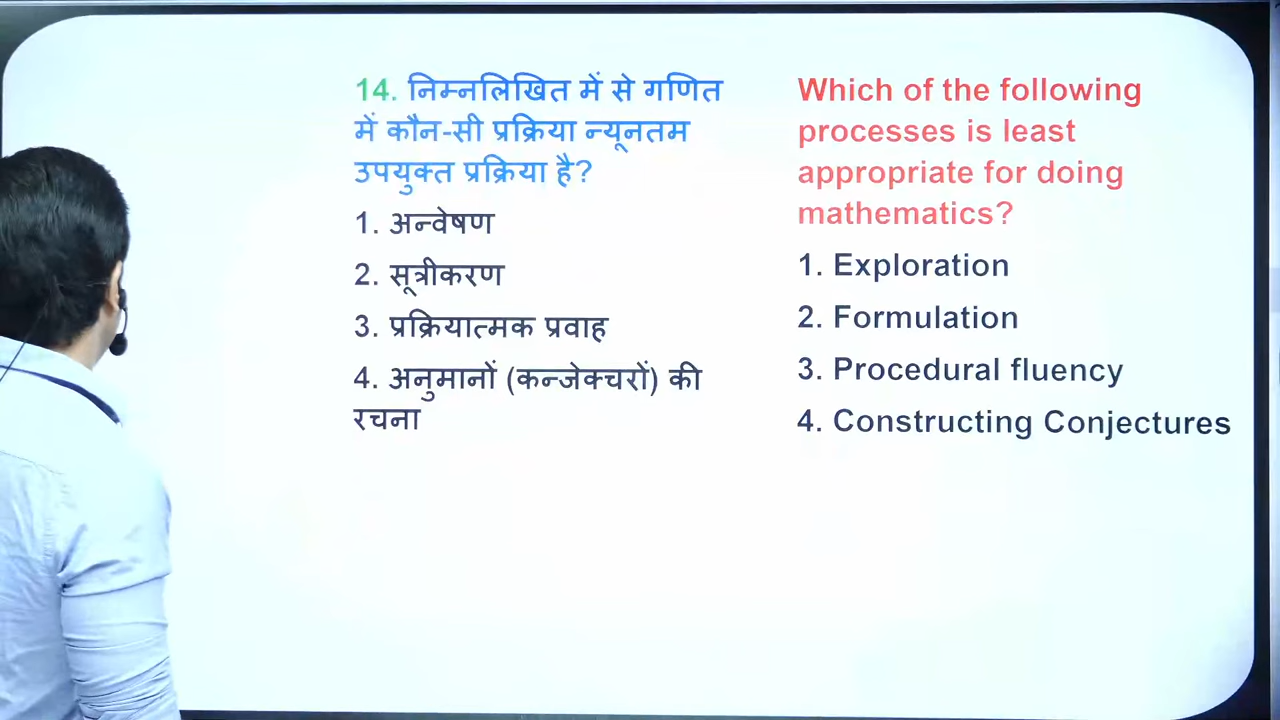 14. निम्नलिखित में से गणित
में कौन-सी प्रक्रिया न्यूनतम
उपयुक्त प्रक्रिया है?
1. अन्वेषण
2. सूत्रीकरण
3. प्रक्रियात्मक प्रवाह
4. अनुमानों (कन्जेक्चरों) की
रचना
Which of the following
processes is least
appropriate for doing
mathematics?
1. Exploration
2. Formulation
3. Procedural fluency
4. Constructing Conjectures